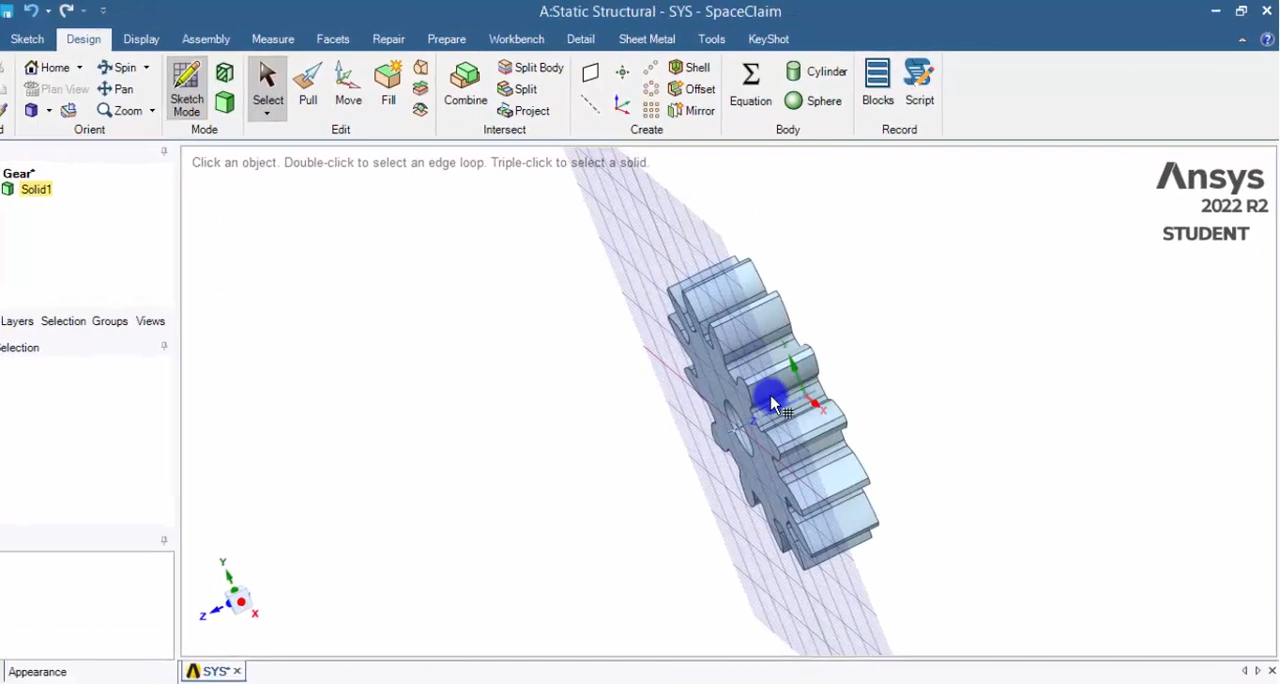 A:Static Structural - SYS - SpaceClaim
Sketch Design Display Assembly Measure Facets Repair Prepare Workbench Detail Sheet Metal Tools KeyShot
Home Spin
Plan View Pan
Zoom
Orient
Sketch Mode
Mode
Select Pull Move Fill
Edit
Combine
Split Body
Split
Project
Intersect
Shell
Offset
Mirror
Create
Equation
Cylinder
Sphere
Body
Blocks Script
Record
Click an object. Double-click to select an edge loop. Triple-click to select a solid.
Ansys
2022 R2
STUDENT
Gear*
Solid1
Layers Selection Groups Views
election
Y
X
Z
Y
Z
X
Appearance
SYS*